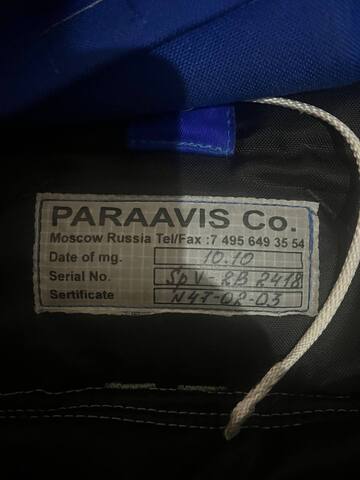 PARAAVIS Co.
Moscow Russia Tel/Fax :7 495 649 35 54
Date of mg. 10.10
Serial No. SpV-2B 2418
Sertificate N47-02-03